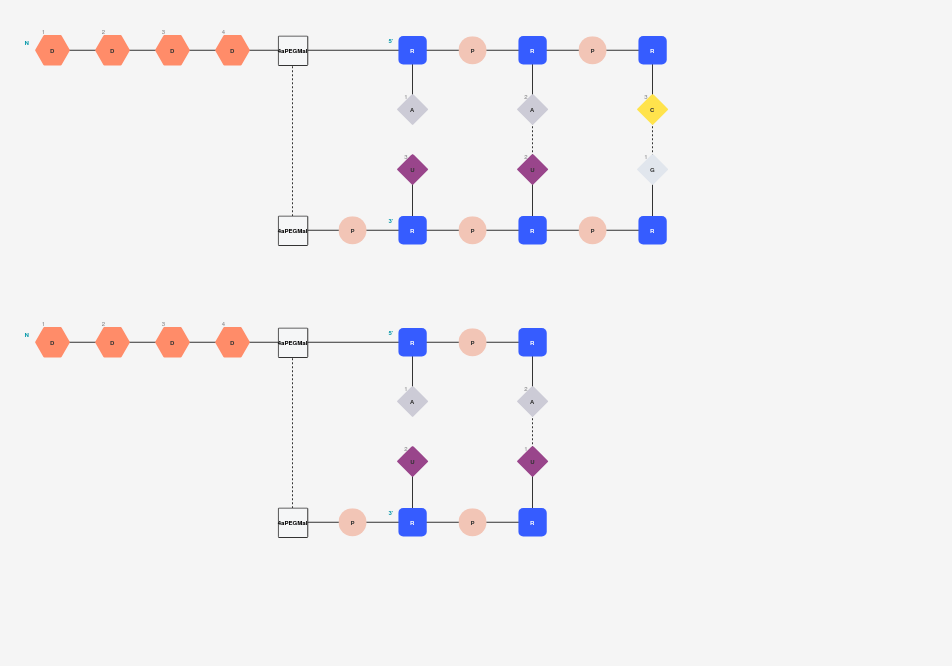 1 2 3 4
N D D D D 4aPEGMal 5' R P R P R
1 A 2 A 3 C
3 U 2 U 1 G
4aPEGMal P 3' R P R P R
1 2 3 4
N D D D D 4aPEGMal 5' R P R
1 A 2 A
2 U 1 U
4aPEGMal P 3' R P R